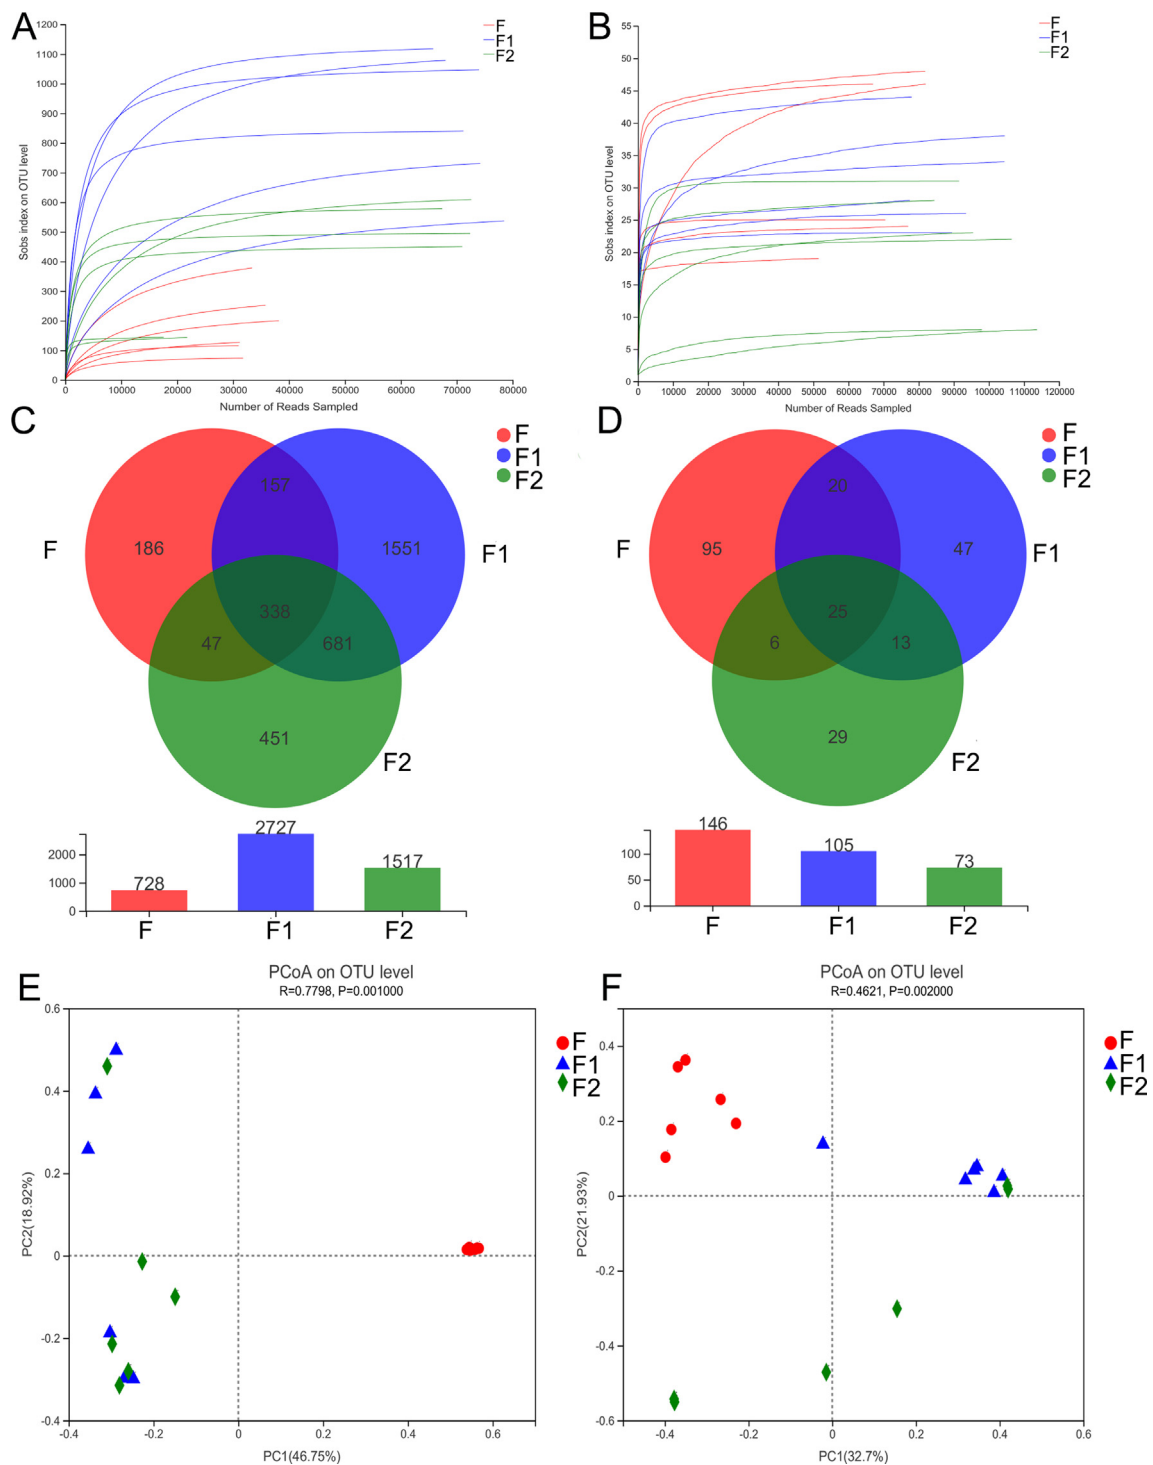 A
F
F1
F2
1200
1100
1000
900
800
700
600
500
400
300
200
100
0
Sobs index on OTU level
0 10000 20000 30000 40000 50000 60000 70000 80000
Number of Reads Sampled
B
F
F1
F2
55
50
45
40
35
30
25
20
15
10
5
0
Sobs index on OTU level
0 10000 20000 30000 40000 50000 60000 70000 80000 90000 100000 110000 120000
Number of Reads Sampled
C
F
F1
F2
157
F
186
1551
F1
338
47
681
451
F2
2727
2000
1517
1000
728
0
F F1 F2
D
F
F1
F2
20
F
95
47
F1
25
6
13
29
F2
146
105
100
73
50
0
F F1 F2
E
PCoA on OTU level
R=0.7798, P=0.001000
F
F1
F2
0.6
0.4
0.2
0
-0.2
-0.4
PC2(18.92%)
-0.4 -0.2 0 0.2 0.4 0.6
PC1(46.75%)
F
PCoA on OTU level
R=0.4621, P=0.002000
F
F1
F2
0.4
0.2
0
-0.2
-0.4
-0.6
PC2(21.93%)
-0.4 -0.2 0 0.2 0.4 0.6
PC1(32.7%)